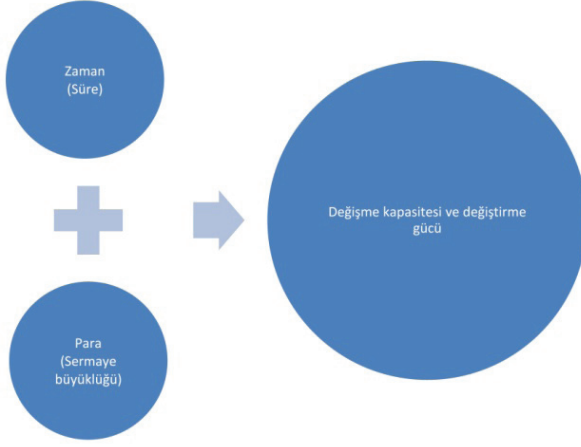 Zaman
(Süre)
Para
(Sermaye
büyüklüğü)
Değişme kapasitesi ve değiştirme
gücü